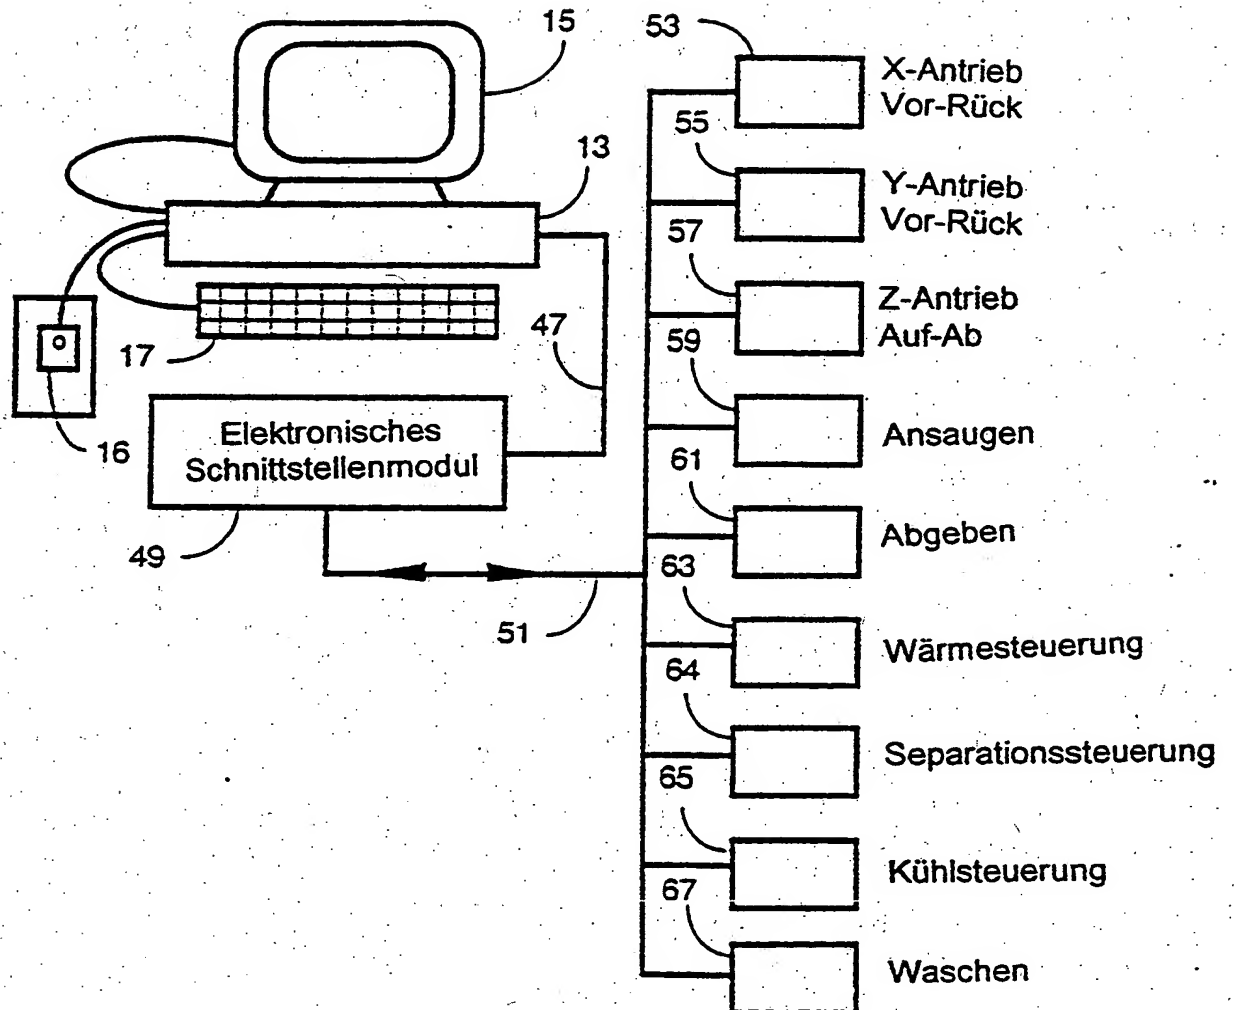 15
13
17
16
47
Elektronisches
Schnittstellenmodul
49
51
53
X-Antrieb
Vor-Rück
55
Y-Antrieb
Vor-Rück
57
Z-Antrieb
Auf-Ab
59
Ansaugen
61
Abgeben
63
Wärmesteuerung
64
Separationssteuerung
65
Kühlsteuerung
67
Waschen